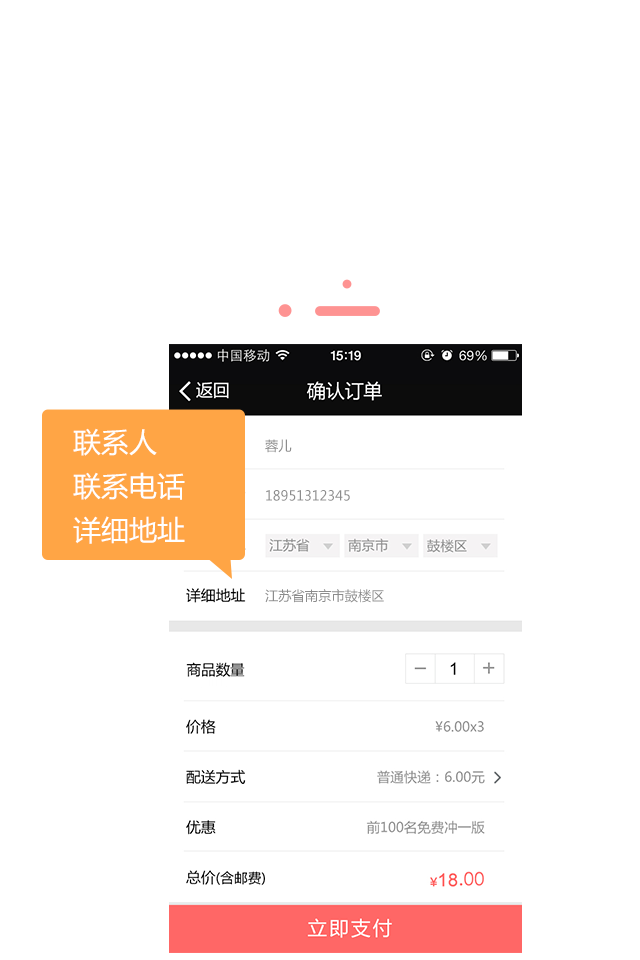 中国移动 15:19 69%
返回 确认订单
联系人
联系电话
详细地址
蓉儿
18951312345
江苏省 南京市 鼓楼区
详细地址 江苏省南京市鼓楼区
商品数量 － 1 ＋
价格 ¥6.00x3
配送方式 普通快递：6.00元
优惠 前100名免费冲一版
总价(含邮费) ¥18.00
立即支付